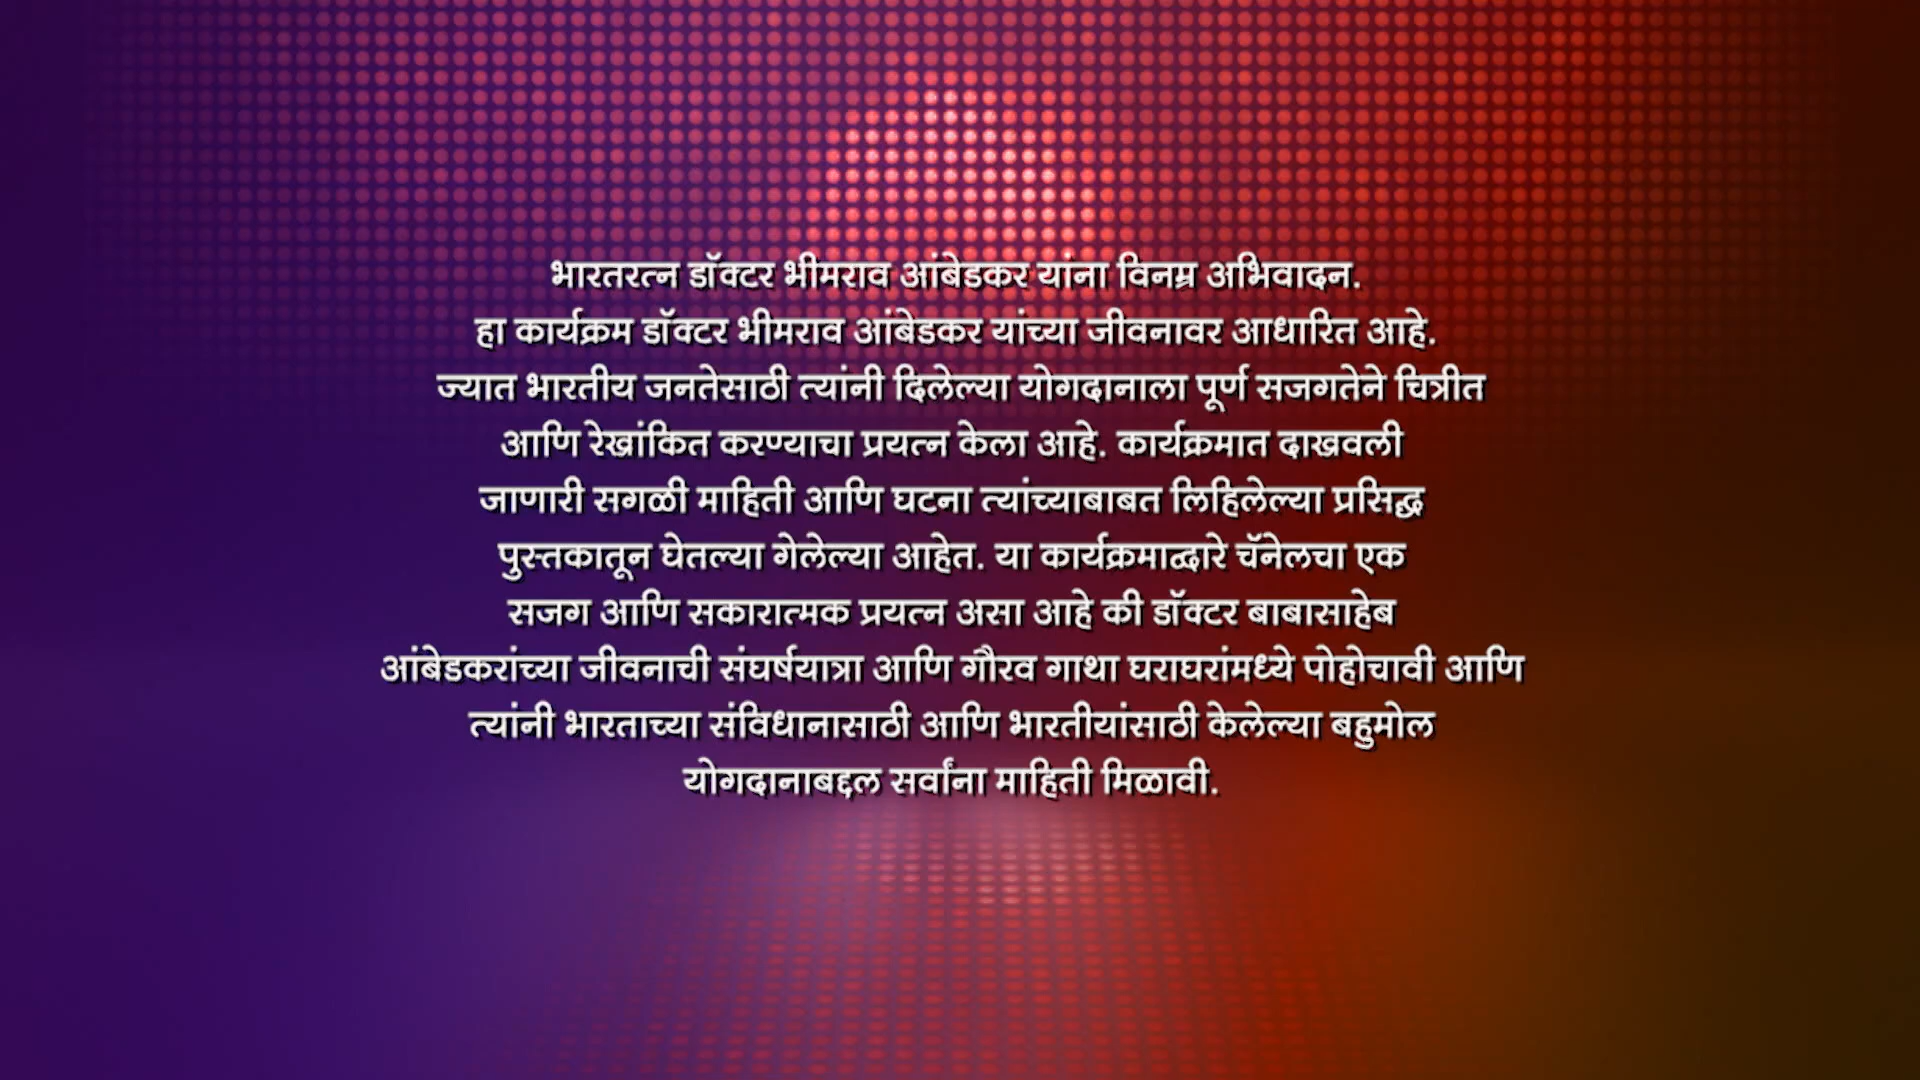 भारतरत्न डॉक्टर भीमराव आंबेडकर यांना विनम्र अभिवादन.
हा कार्यक्रम डॉक्टर भीमराव आंबेडकर यांच्या जीवनावर आधारित आहे.
ज्यात भारतीय जनतेसाठी त्यांनी दिलेल्या योगदानाला पूर्ण सजगतेने चित्रीत
आणि रेखांकित करण्याचा प्रयत्न केला आहे. कार्यक्रमात दाखवली
जाणारी सगळी माहिती आणि घटना त्यांच्याबाबत लिहिलेल्या प्रसिद्ध
पुस्तकातून घेतल्या गेलेल्या आहेत. या कार्यक्रमाद्वारे चॅनेलचा एक
सजग आणि सकारात्मक प्रयत्न असा आहे की डॉक्टर बाबासाहेब
आंबेडकरांच्या जीवनाची संघर्षयात्रा आणि गौरव गाथा घराघरांमध्ये पोहोचावी आणि
त्यांनी भारताच्या संविधानासाठी आणि भारतीयांसाठी केलेल्या बहुमोल
योगदानाबद्दल सर्वांना माहिती मिळावी.